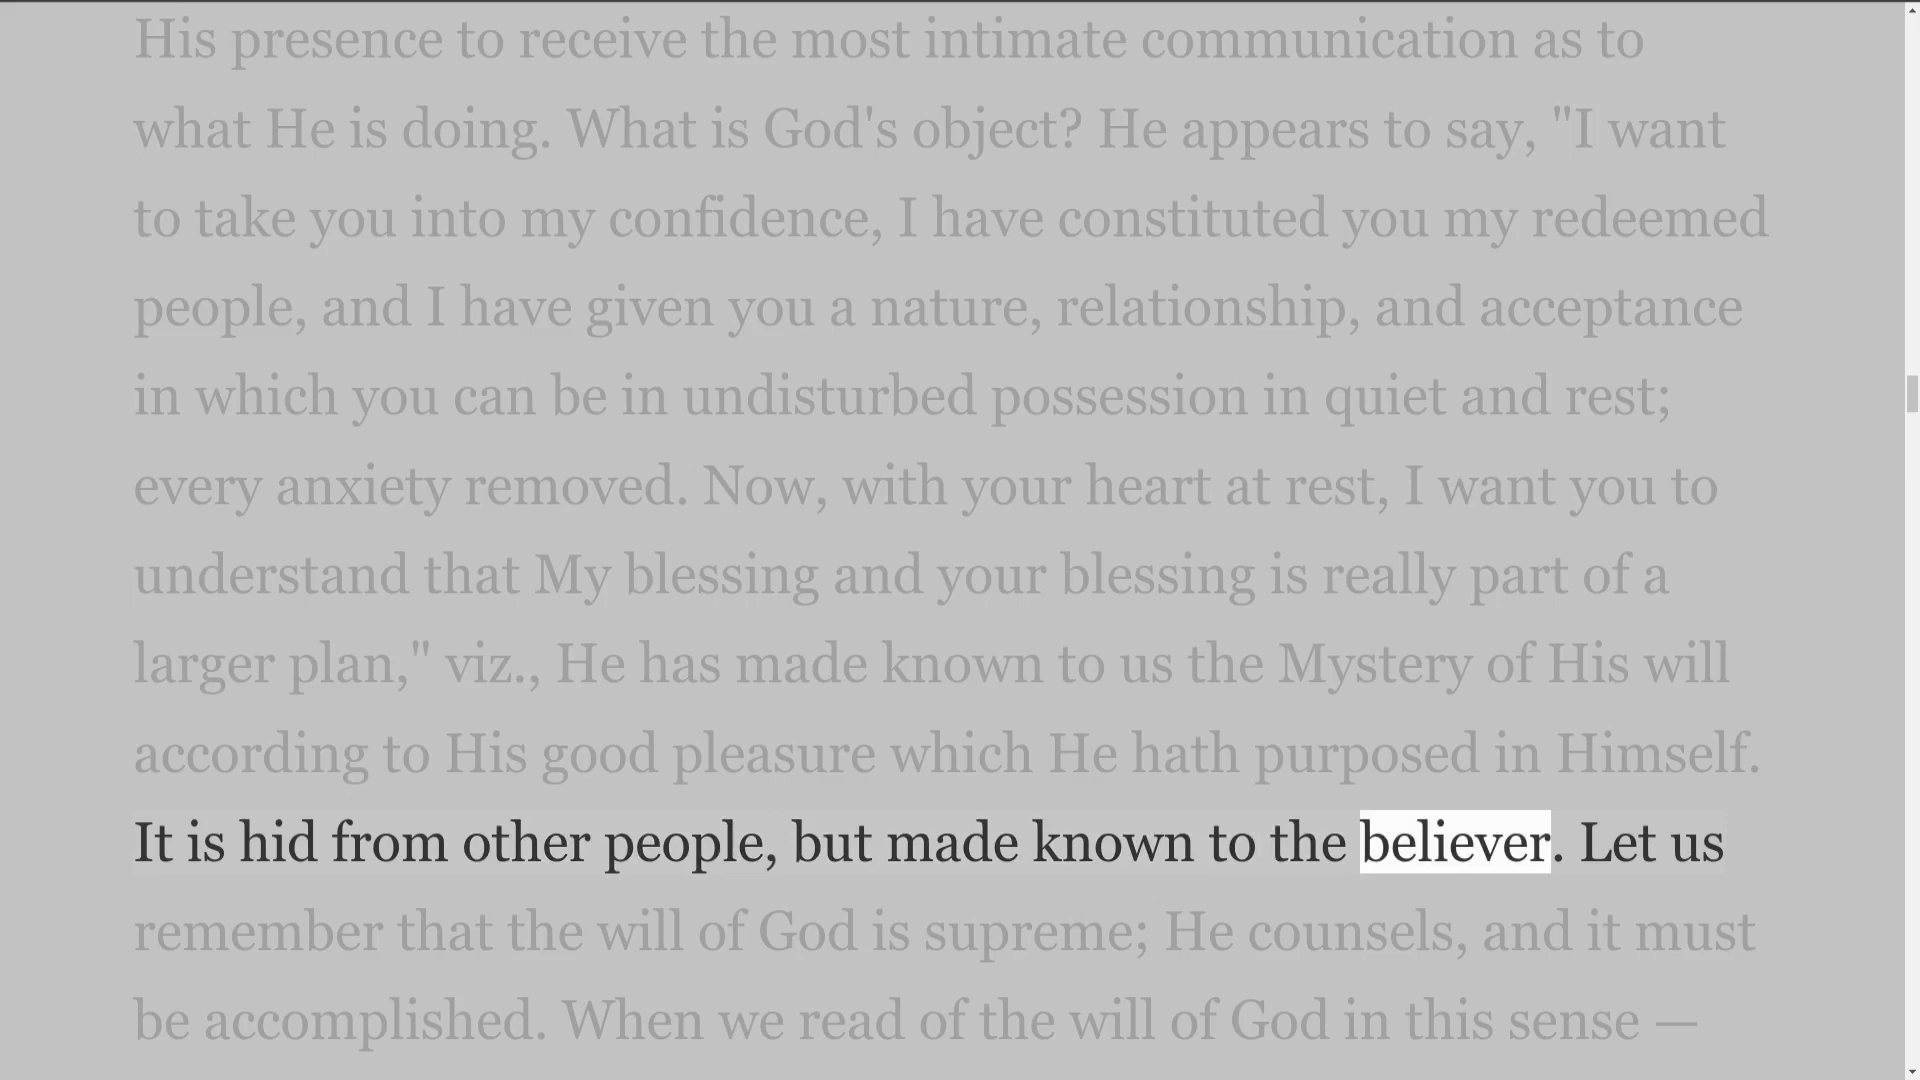 His presence to receive the most intimate communication as to
what He is doing. What is God's object? He appears to say, "I want
to take you into my confidence, I have constituted you my redeemed
people, and I have given you a nature, relationship, and acceptance
in which you can be in undisturbed possession in quiet and rest;
every anxiety removed. Now, with your heart at rest, I want you to
understand that My blessing and your blessing is really part of a
larger plan," viz., He has made known to us the Mystery of His will
according to His good pleasure which He hath purposed in Himself.
It is hid from other people, but made known to the believer. Let us
remember that the will of God is supreme; He counsels, and it must
be accomplished. When we read of the will of God in this sense —